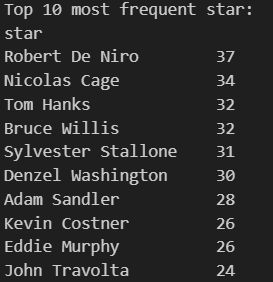 Top 10 most frequent star:
star
Robert De Niro 37
Nicolas Cage 34
Tom Hanks 32
Bruce Willis 32
Sylvester Stallone 31
Denzel Washington 30
Adam Sandler 28
Kevin Costner 26
Eddie Murphy 26
John Travolta 24